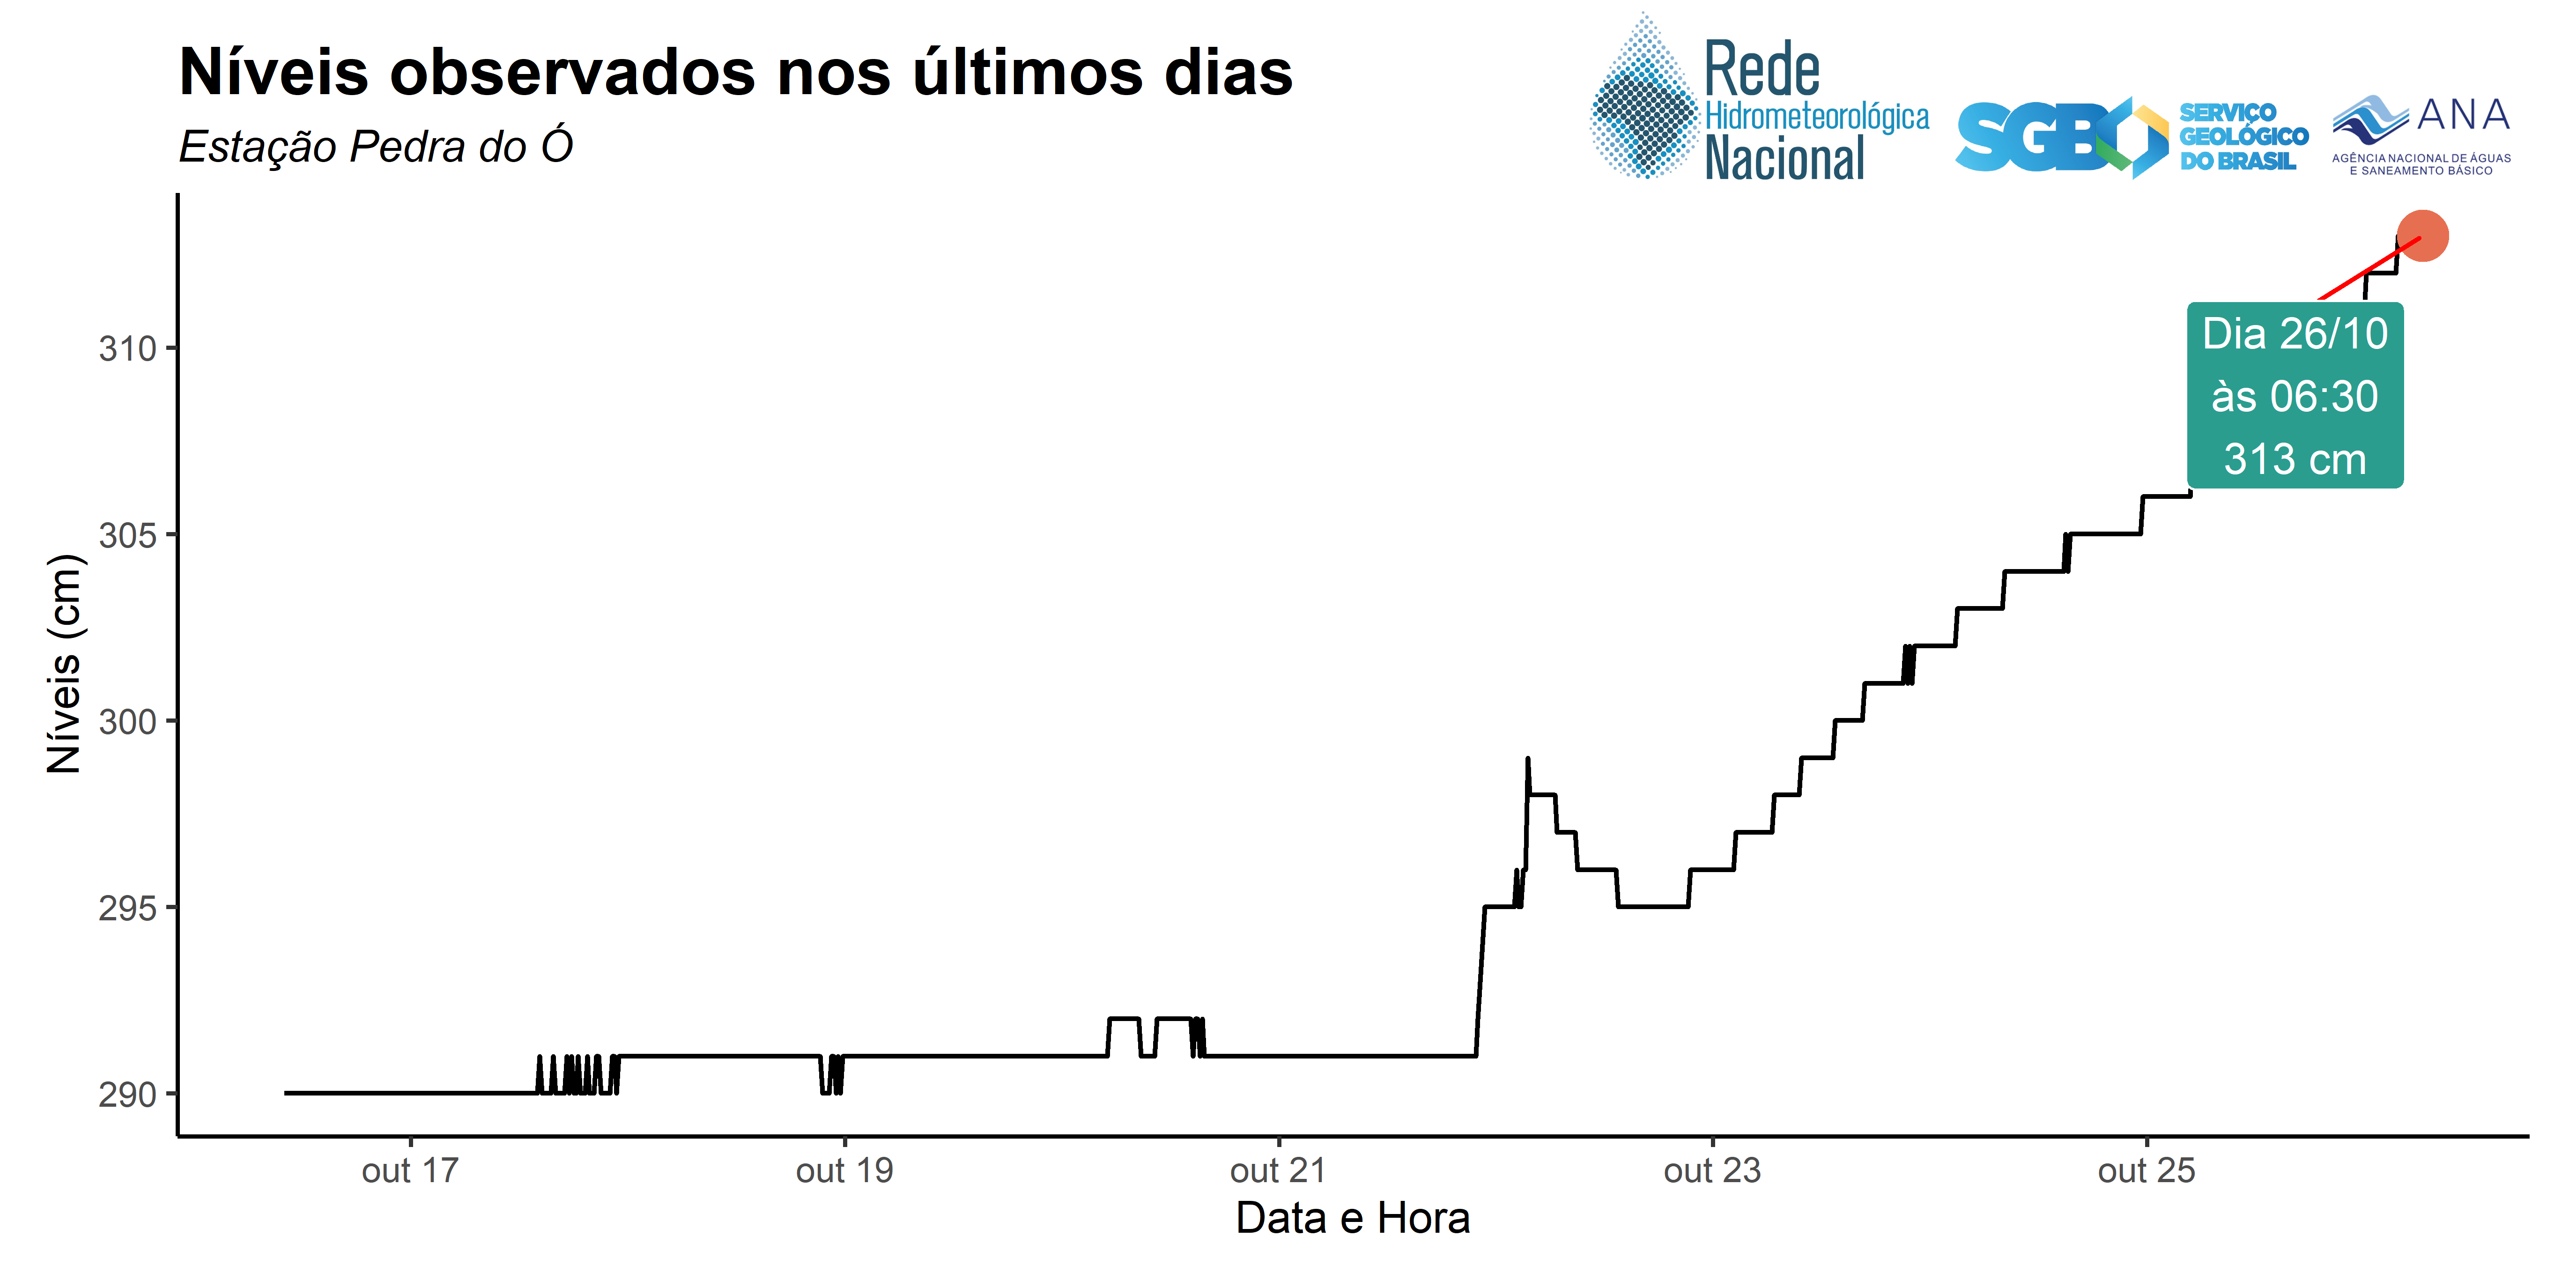 Níveis observados nos últimos dias
Estação Pedra do Ó
Rede
Hidrometeorológica
Nacional
SGB
SERVIÇO
GEOLÓGICO
DO BRASIL
ANA
AGÊNCIA NACIONAL DE ÁGUAS
E SANEAMENTO BÁSICO
Níveis (cm)
310
305
300
295
290
Dia 26/10
às 06:30
313 cm
out 17
out 19
out 21
out 23
out 25
Data e Hora